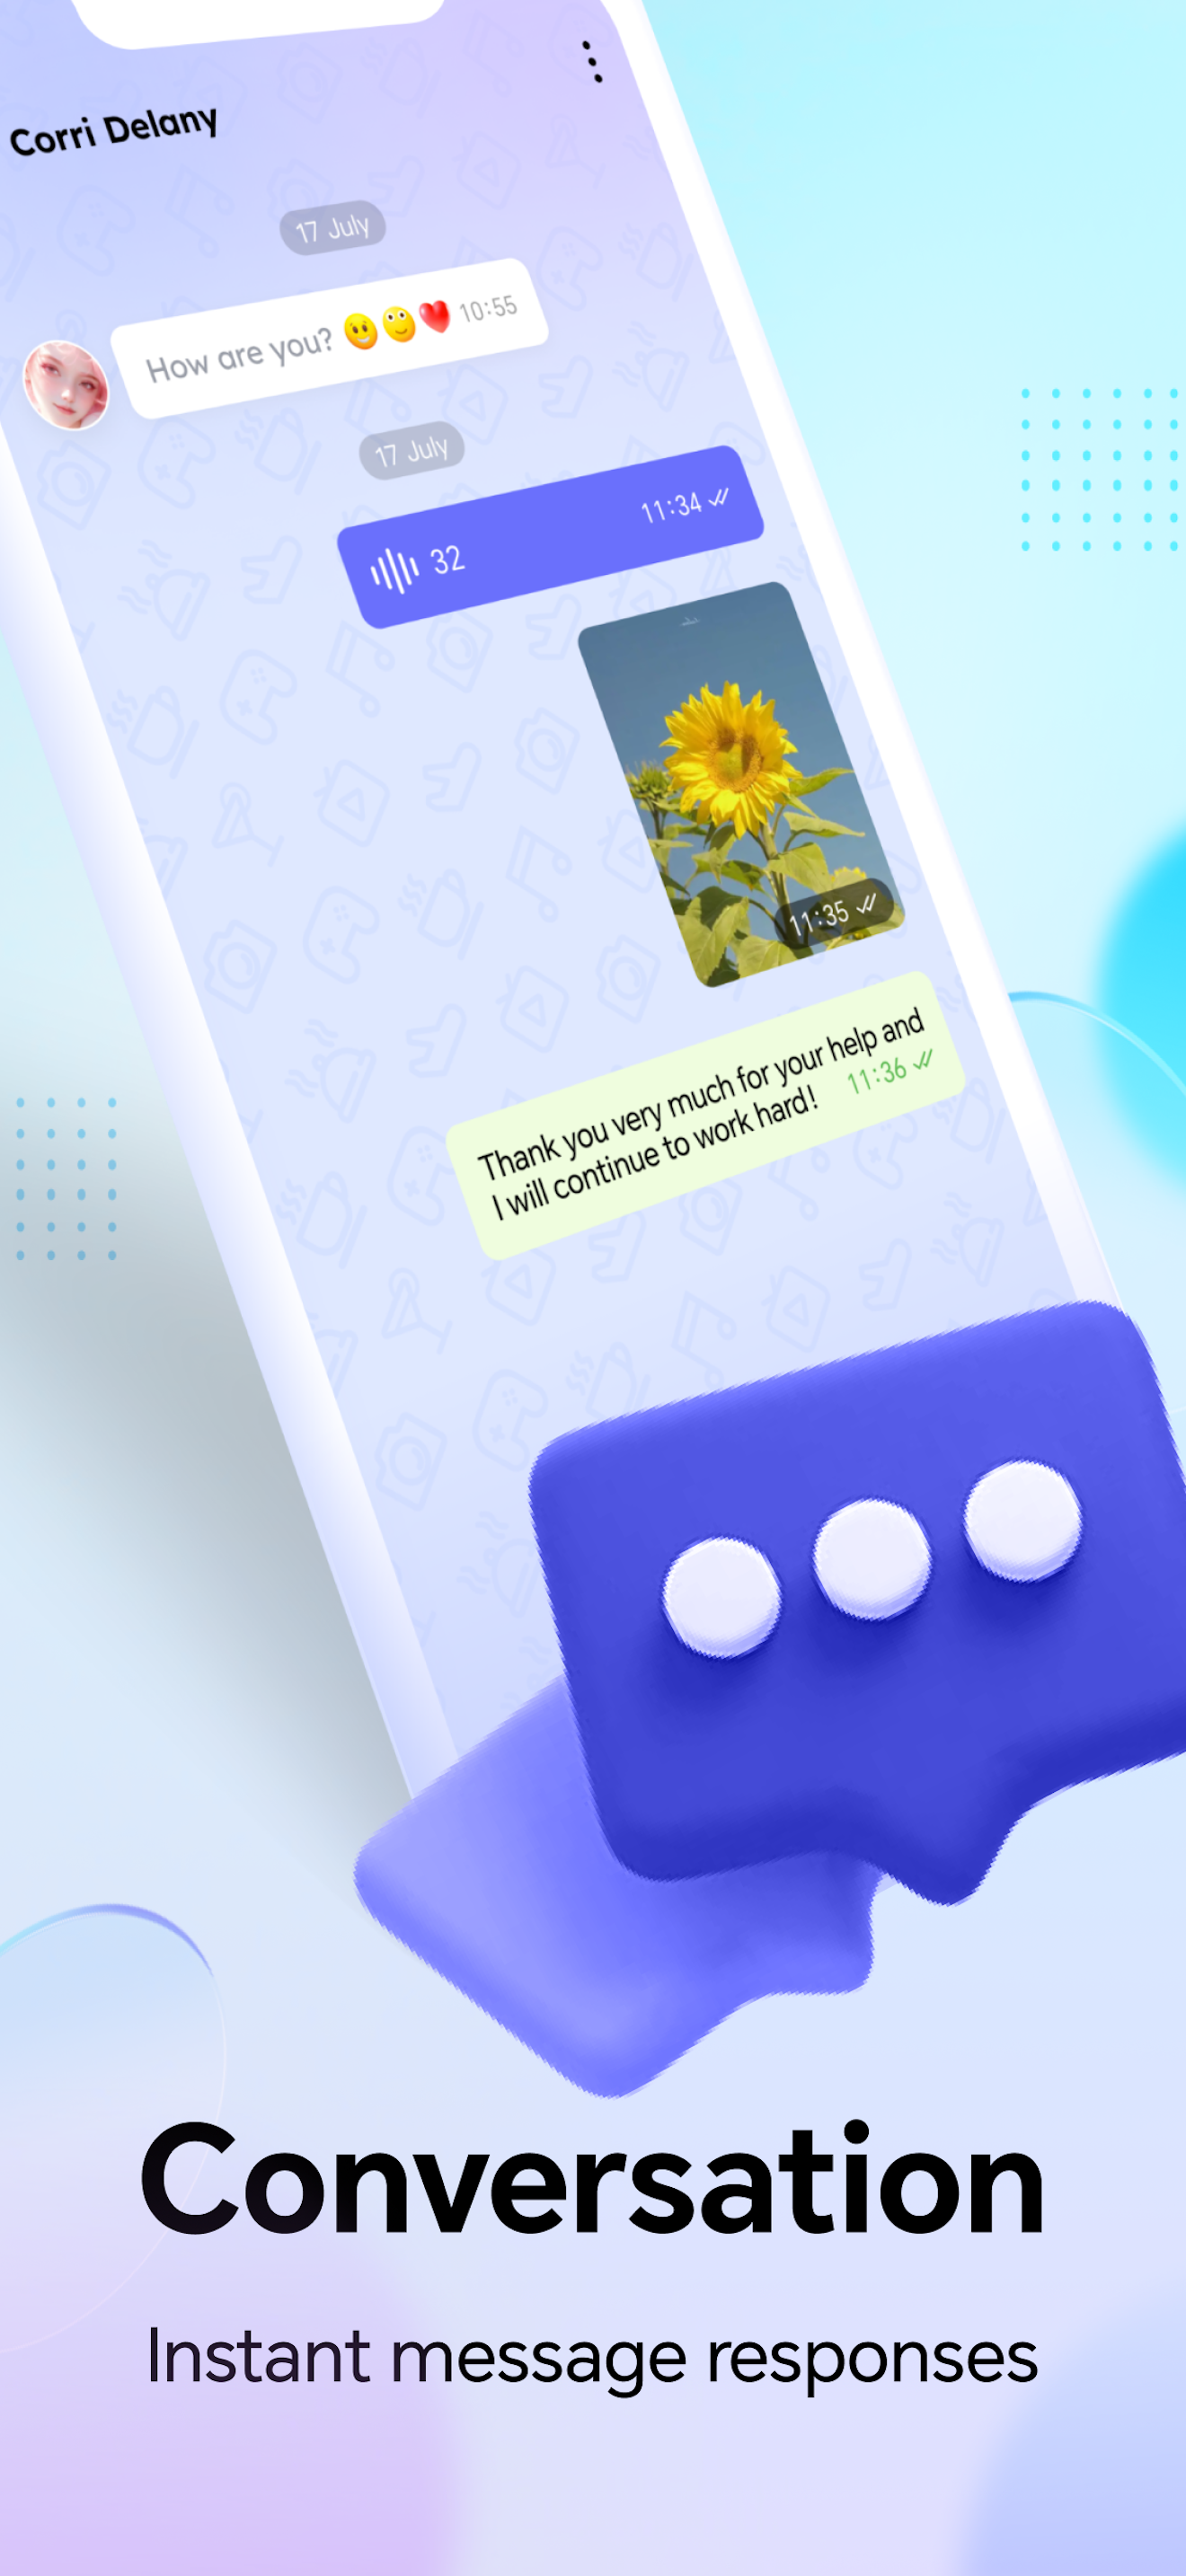 Corri Delany
17 July
How are you? 😀🙄❤️ 10:55
17 July
11:34
32
11:35
Thank you very much for your help and
I will continue to work hard! 11:36
Conversation
Instant message responses